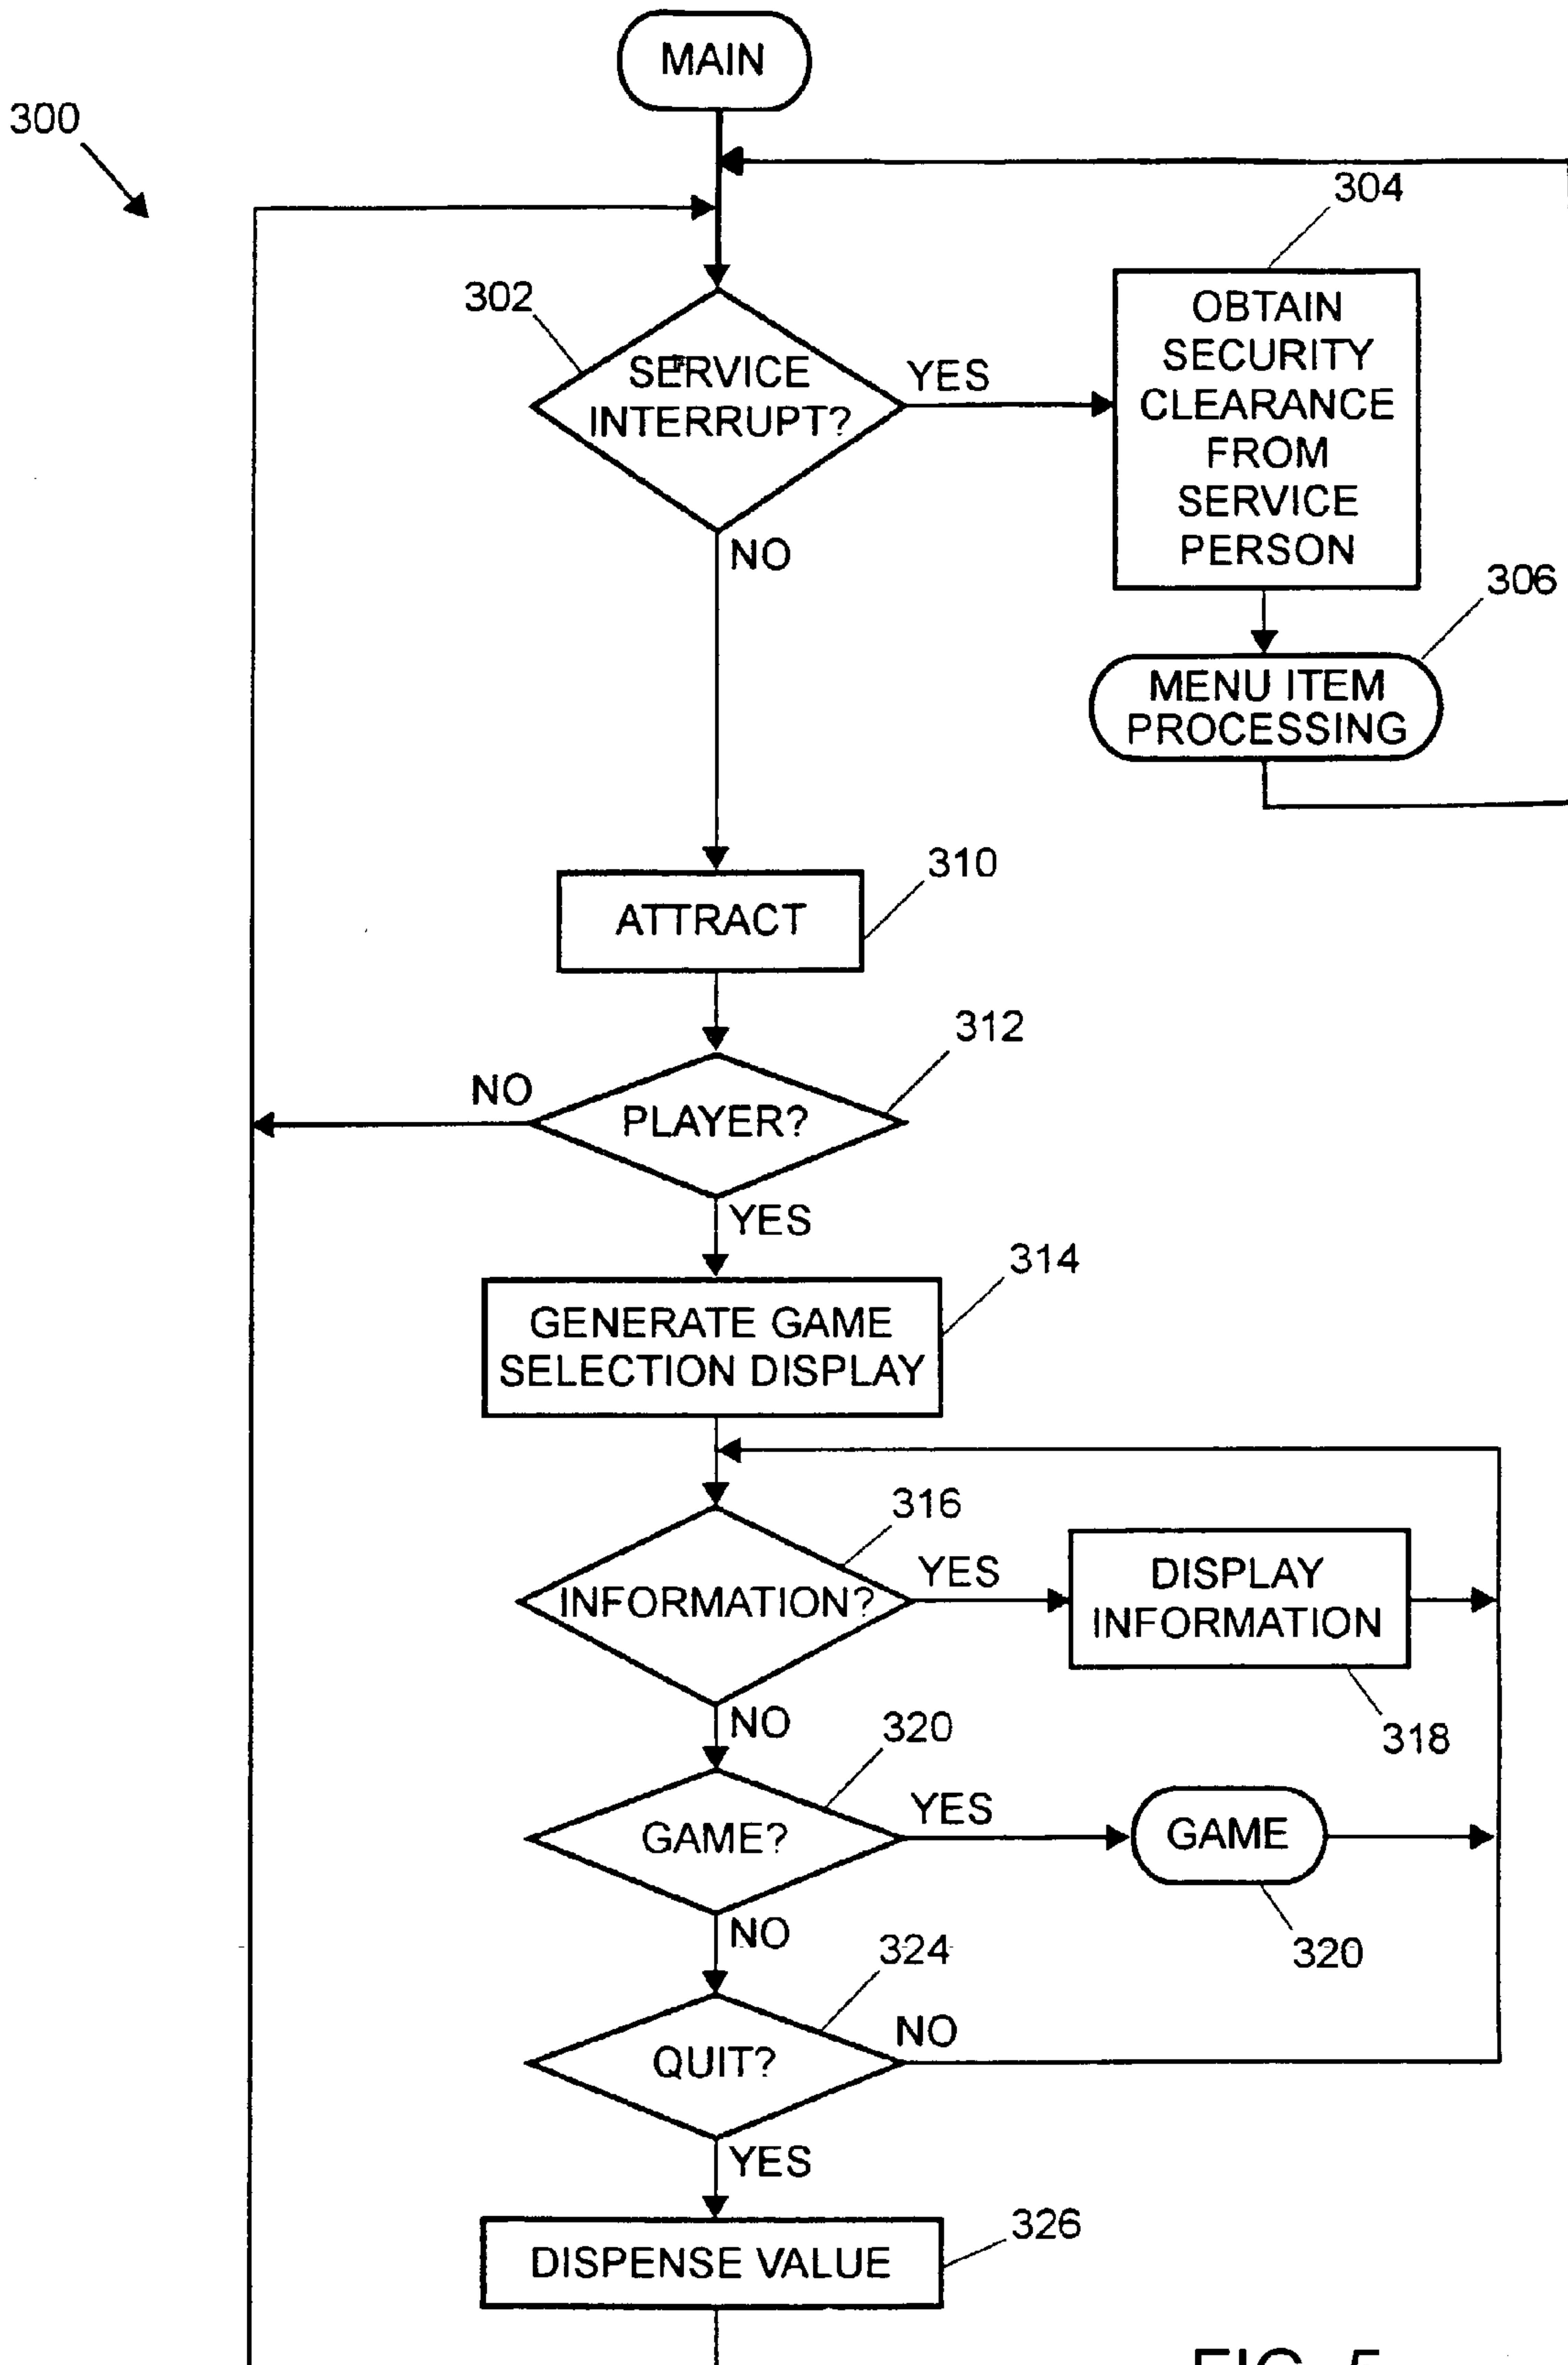 MAIN
300
304
302
SERVICE
INTERRUPT?
YES
OBTAIN
SECURITY
CLEARANCE
FROM
SERVICE
PERSON
NO
306
MENU ITEM
PROCESSING
310
ATTRACT
312
NO
PLAYER?
YES
314
GENERATE GAME
SELECTION DISPLAY
316
INFORMATION?
YES
DISPLAY
INFORMATION
318
NO
320
GAME?
YES
GAME
320
NO
324
QUIT?
NO
YES
326
DISPENSE VALUE
FIG. 5